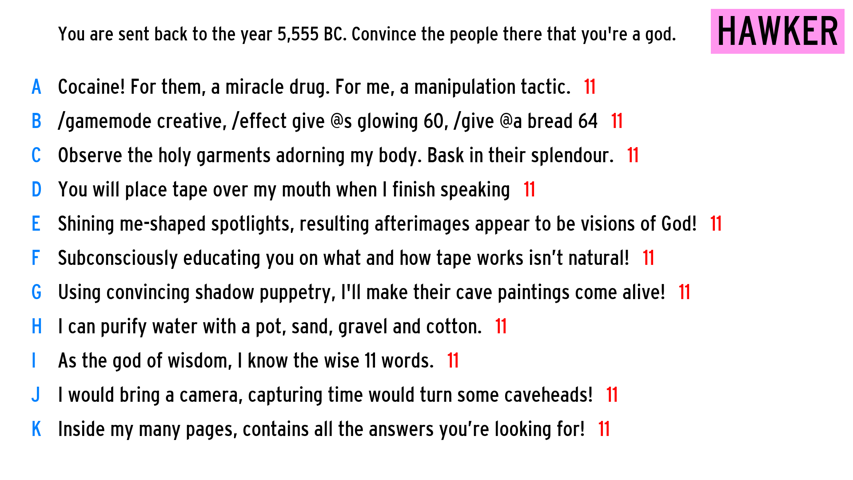 You are sent back to the year 5,555 BC. Convince the people there that you're a god.
HAWKER
A Cocaine! For them, a miracle drug. For me, a manipulation tactic. 11
B /gamemode creative, /effect give @s glowing 60, /give @a bread 64 11
C Observe the holy garments adorning my body. Bask in their splendour. 11
D You will place tape over my mouth when I finish speaking 11
E Shining me-shaped spotlights, resulting afterimages appear to be visions of God! 11
F Subconsciously educating you on what and how tape works isn’t natural! 11
G Using convincing shadow puppetry, I'll make their cave paintings come alive! 11
H I can purify water with a pot, sand, gravel and cotton. 11
I As the god of wisdom, I know the wise 11 words. 11
J I would bring a camera, capturing time would turn some caveheads! 11
K Inside my many pages, contains all the answers you’re looking for! 11